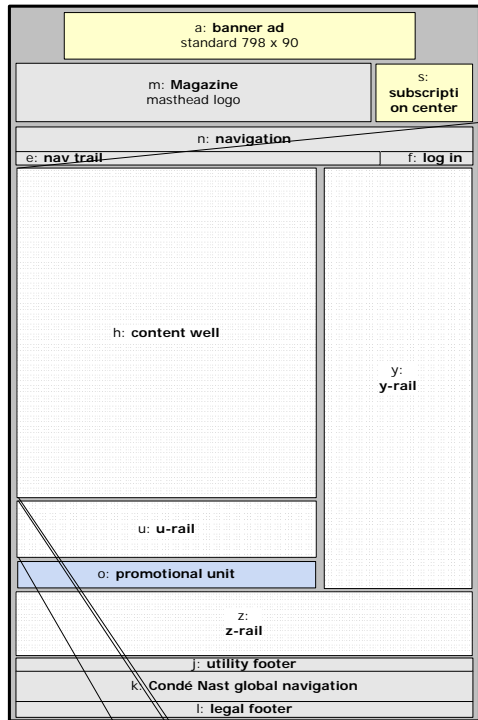 a: banner ad
standard 798 x 90
m: Magazine
masthead logo
s:
subscripti
on center
n: navigation
e: nav trail
f: log in
h: content well
y:
y-rail
u: u-rail
o: promotional unit
z:
z-rail
j: utility footer
k: Condé Nast global navigation
l: legal footer